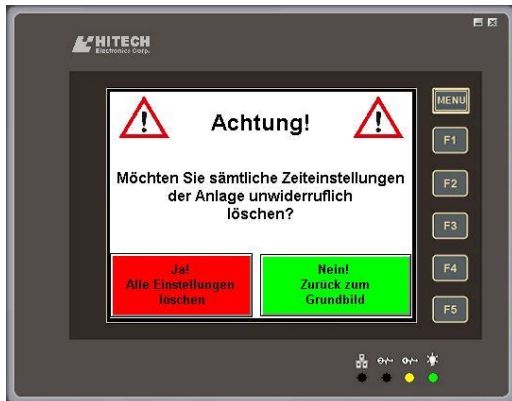 HITECH
Electronics Corp.
MENU
Achtung!
F1
Möchten Sie sämtliche Zeiteinstellungen
der Anlage unwiderruflich
löschen?
F2
F3
Ja!
Alle Einstellungen
löschen
Nein!
Zurück zum
Grundbild
F4
F5